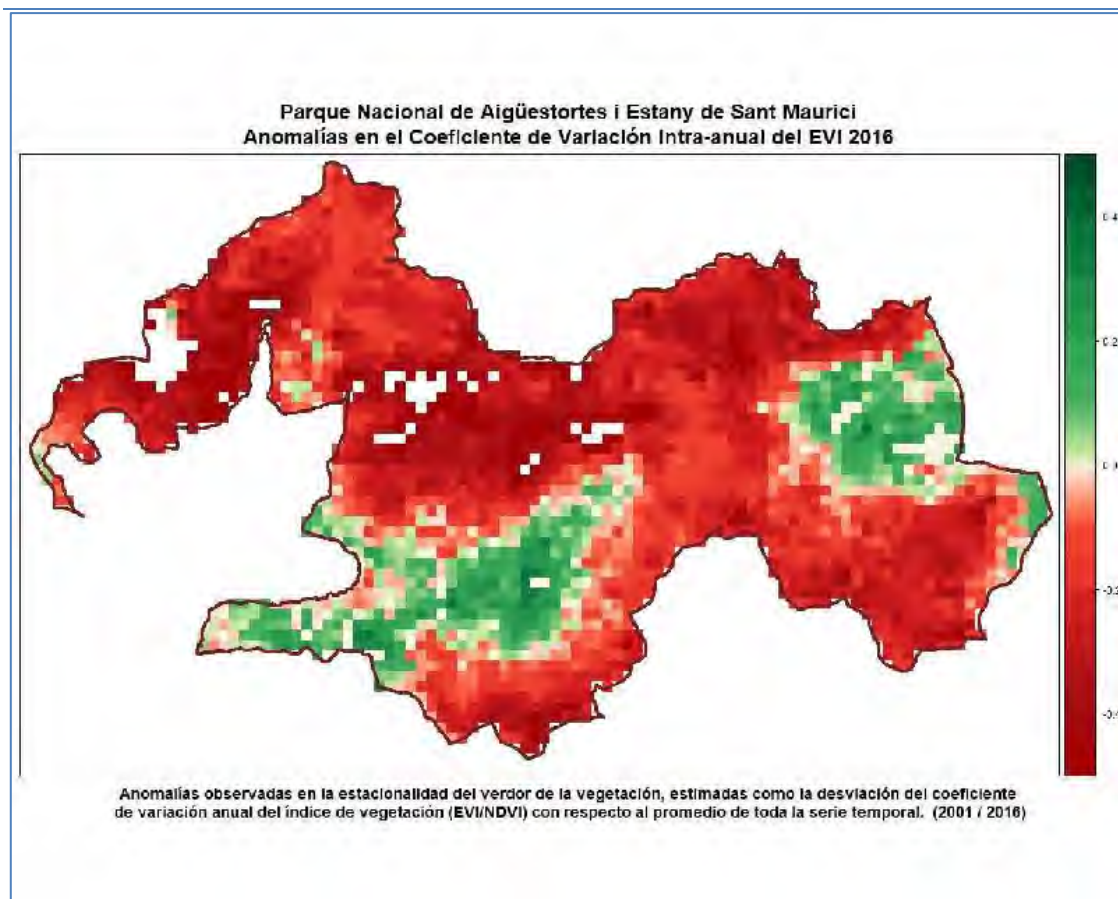 Parque Nacional de Aigüestortes i Estany de Sant Maurici
Anomalías en el Coeficiente de Variación Intra-anual del EVI 2016
0.2
Anomalías observadas en la estacionalidad del verdor de la vegetación, estimadas como la desviación del coeficiente
de variación anual del índice de vegetación (EVI/NDVI) con respecto al promedio de toda la serie temporal. (2001 / 2016)